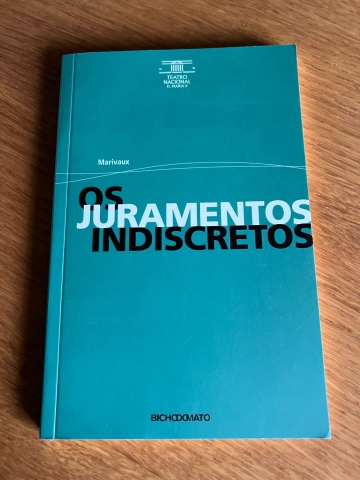 TEATRO
NACIONAL
D. MARIA II
Marivaux
OS
JURAMENTOS
INDISCRETOS
BICHODOMATO